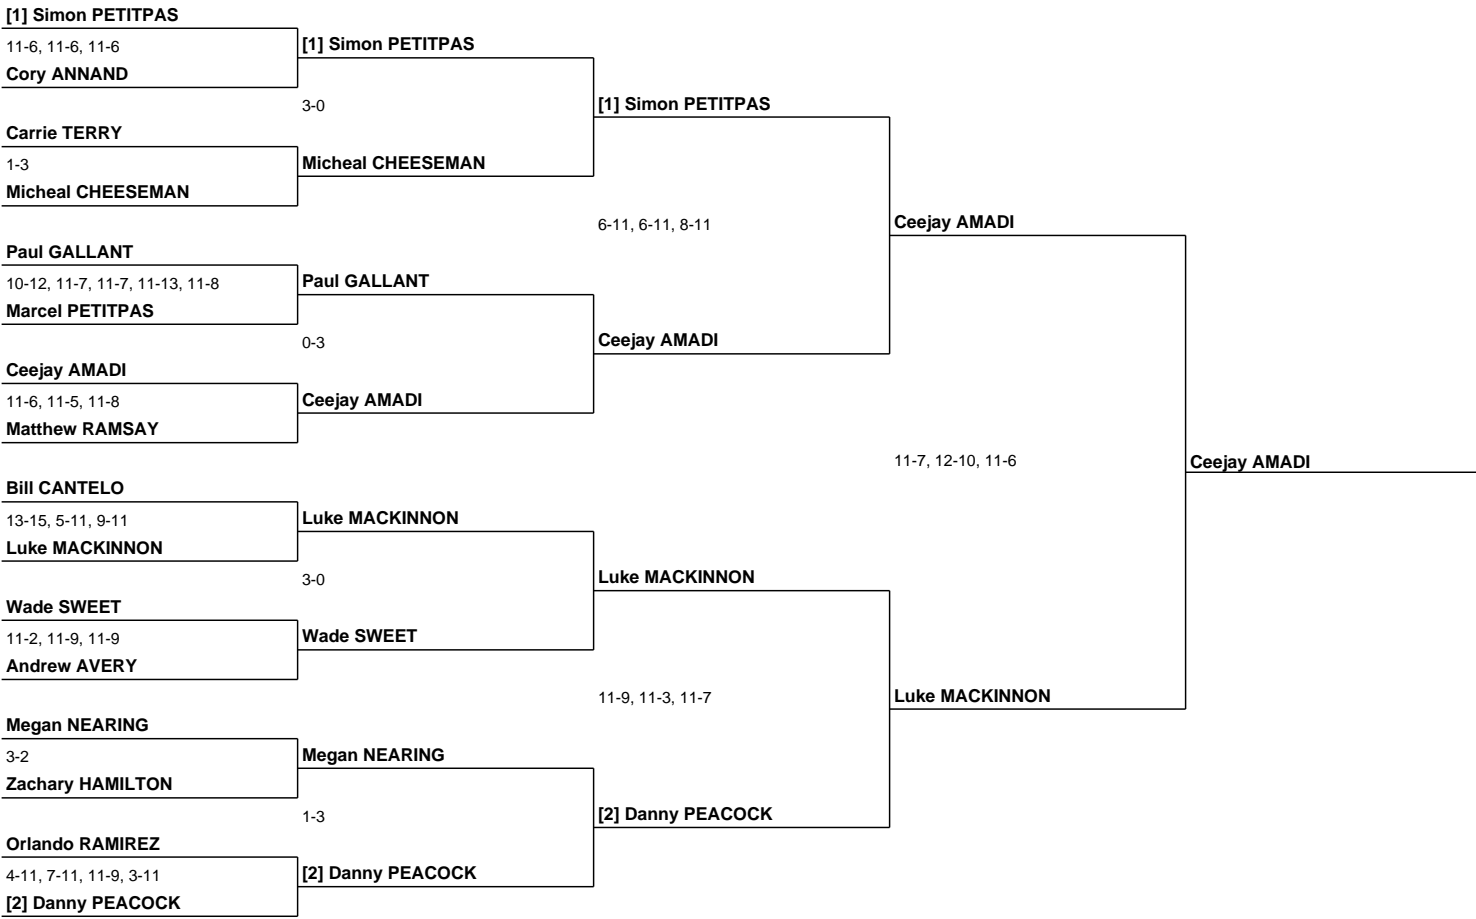 [1] Simon PETITPAS
11-6, 11-6, 11-6
Cory ANNAND
Carrie TERRY
1-3
Micheal CHEESEMAN
Paul GALLANT
10-12, 11-7, 11-7, 11-13, 11-8
Marcel PETITPAS
Ceejay AMADI
11-6, 11-5, 11-8
Matthew RAMSAY
Bill CANTELO
13-15, 5-11, 9-11
Luke MACKINNON
Wade SWEET
11-2, 11-9, 11-9
Andrew AVERY
Megan NEARING
3-2
Zachary HAMILTON
Orlando RAMIREZ
4-11, 7-11, 11-9, 3-11
[2] Danny PEACOCK
[1] Simon PETITPAS
3-0
Micheal CHEESEMAN
Paul GALLANT
0-3
Ceejay AMADI
Luke MACKINNON
3-0
Wade SWEET
Megan NEARING
1-3
[2] Danny PEACOCK
[1] Simon PETITPAS
6-11, 6-11, 8-11
Ceejay AMADI
Luke MACKINNON
11-9, 11-3, 11-7
[2] Danny PEACOCK
Ceejay AMADI
11-7, 12-10, 11-6
Luke MACKINNON
Ceejay AMADI